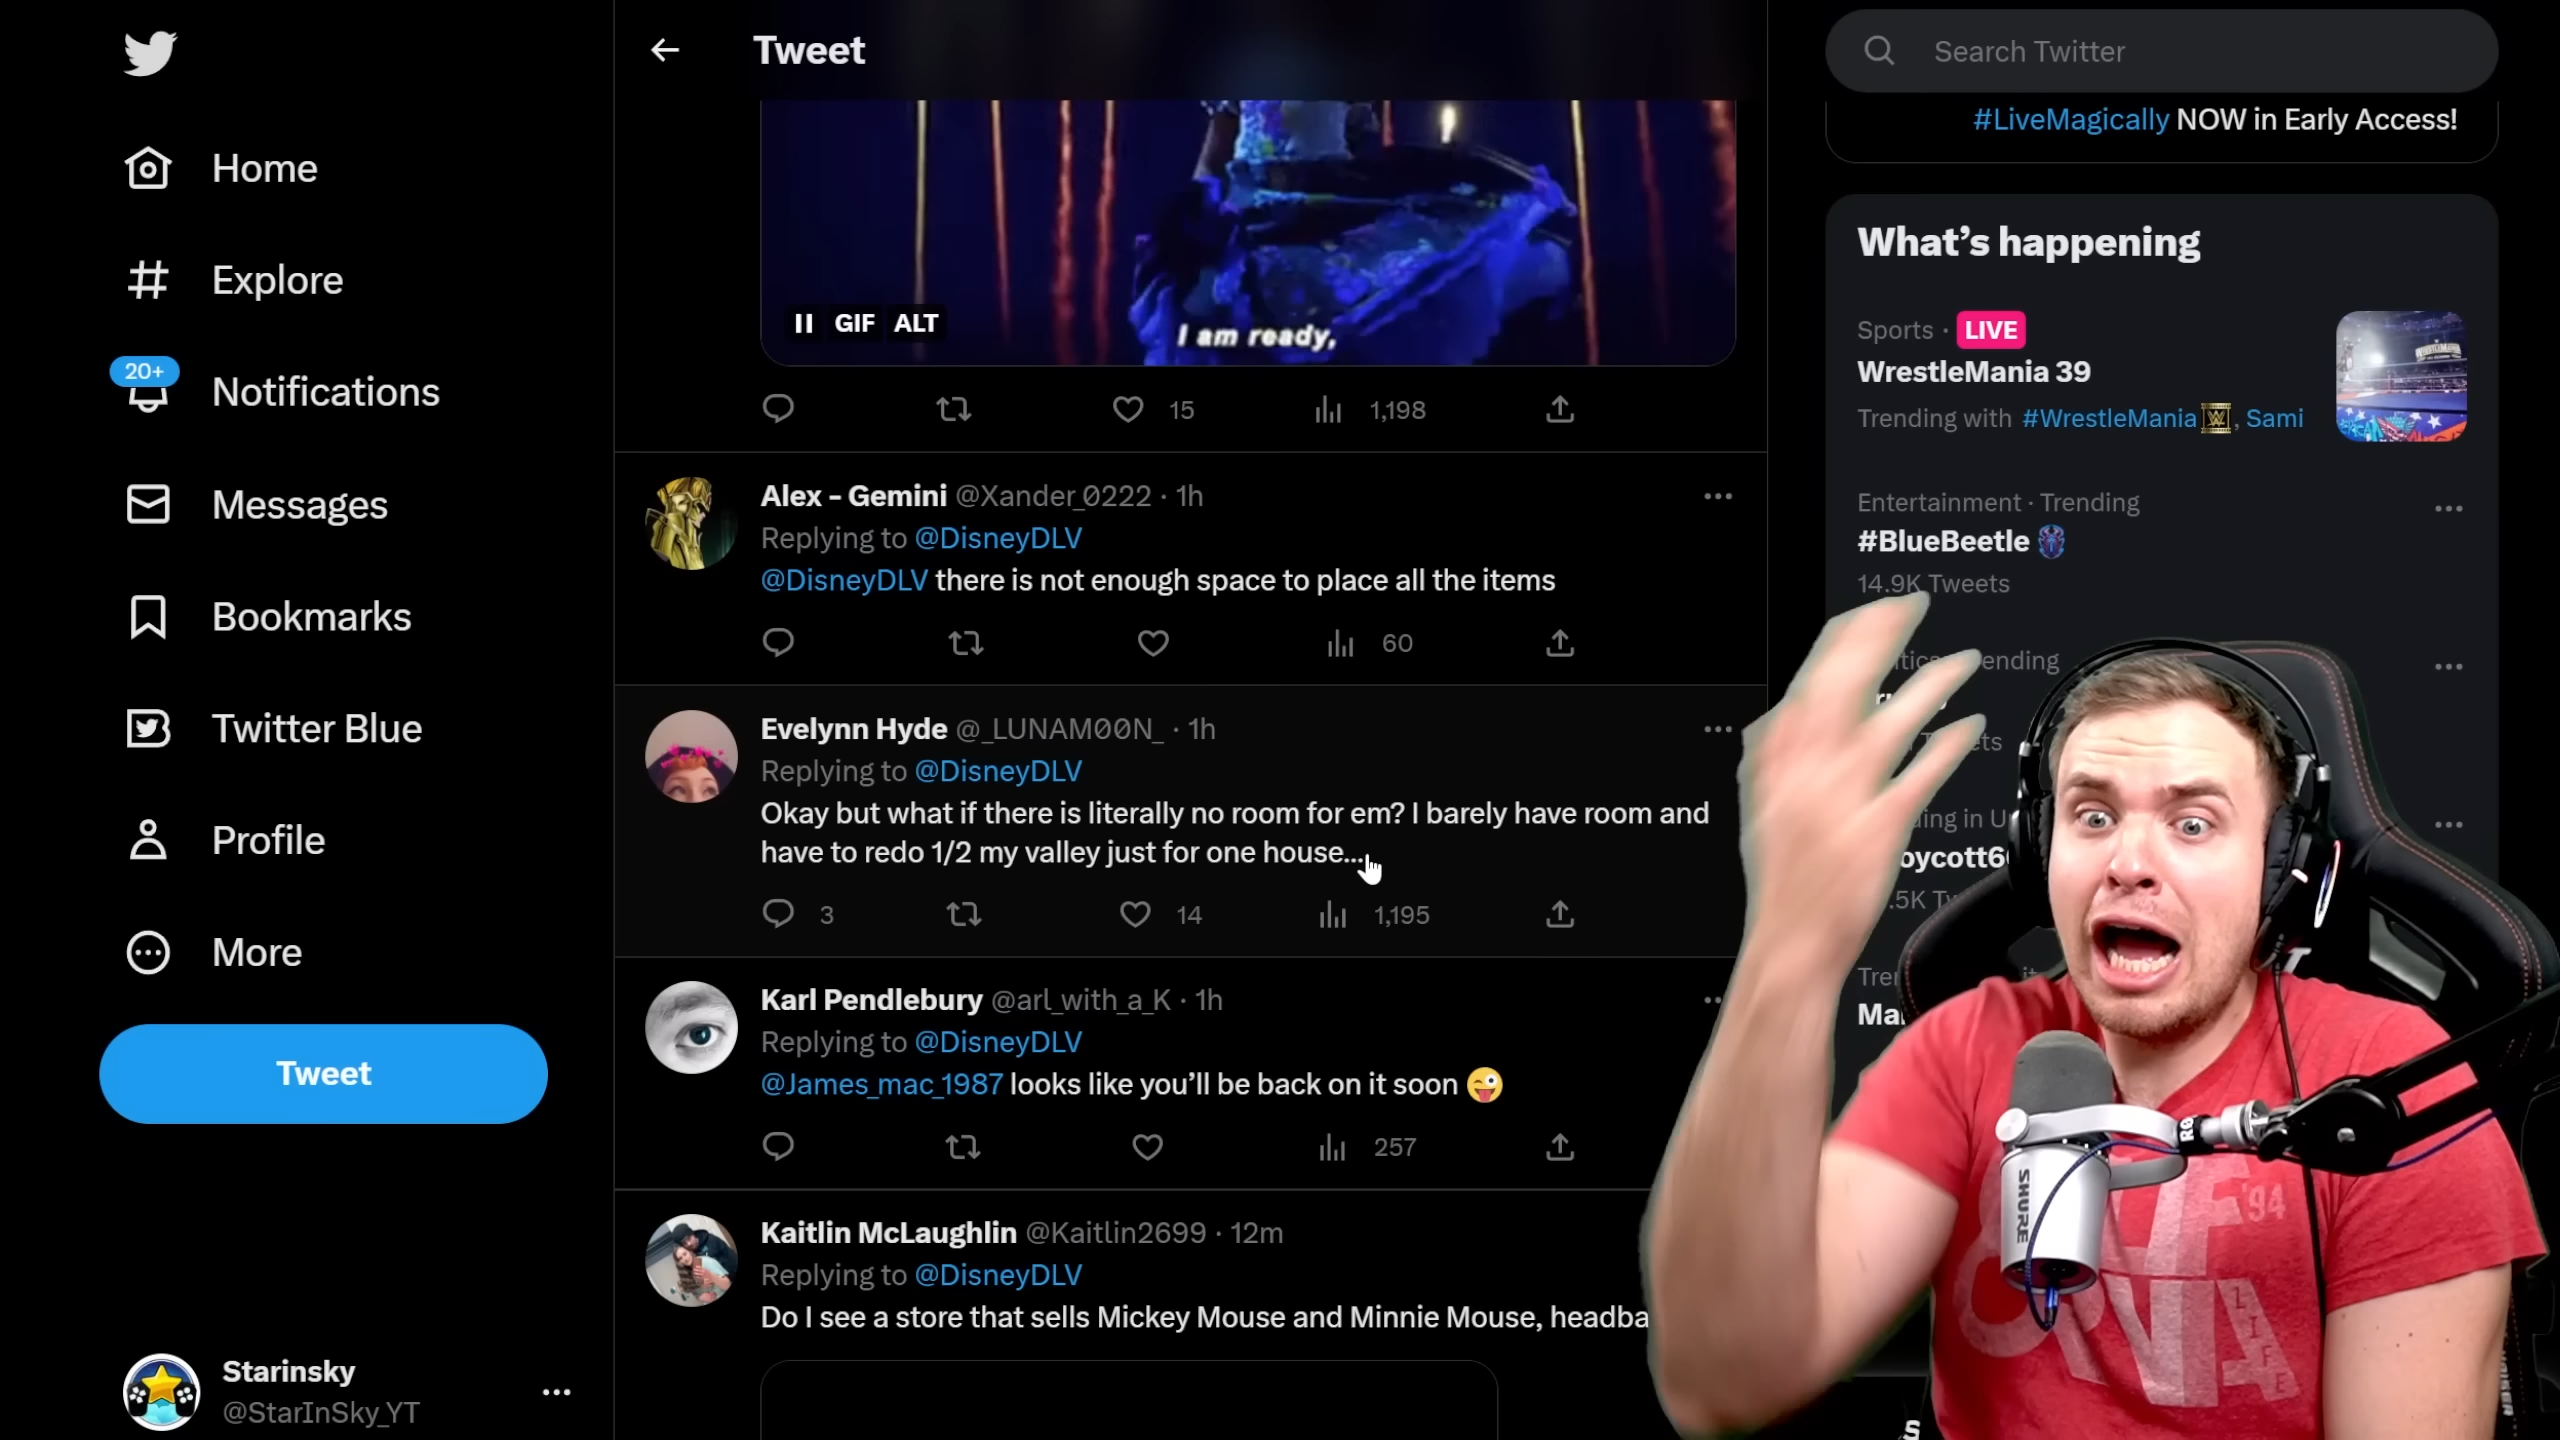 Tweet
Search Twitter
#LiveMagically NOW in Early Access!
Home
Explore
20+
Notifications
Messages
Bookmarks
Twitter Blue
Profile
More
Tweet
Starinsky
@StarInSky_YT
GIF ALT
I am ready,
15 1,198
Alex - Gemini @Xander_0222 · 1h
Replying to @DisneyDLV
@DisneyDLV there is not enough space to place all the items
60
Evelynn Hyde @_LUNAM00N_ · 1h
Replying to @DisneyDLV
Okay but what if there is literally no room for em? I barely have room and
have to redo 1/2 my valley just for one house...
3 14 1,195
Karl Pendlebury @arl_with_a_K · 1h
Replying to @DisneyDLV
@James_mac_1987 looks like you'll be back on it soon 😜
257
Kaitlin McLaughlin @Kaitlin2699 · 12m
Replying to @DisneyDLV
Do I see a store that sells Mickey Mouse and Minnie Mouse,
What's happening
Sports · LIVE
WrestleMania 39
Trending with #WrestleMania, Sami
Entertainment · Trending
#BlueBeetle
14.9K Tweets
SHURE
'94
LIFE